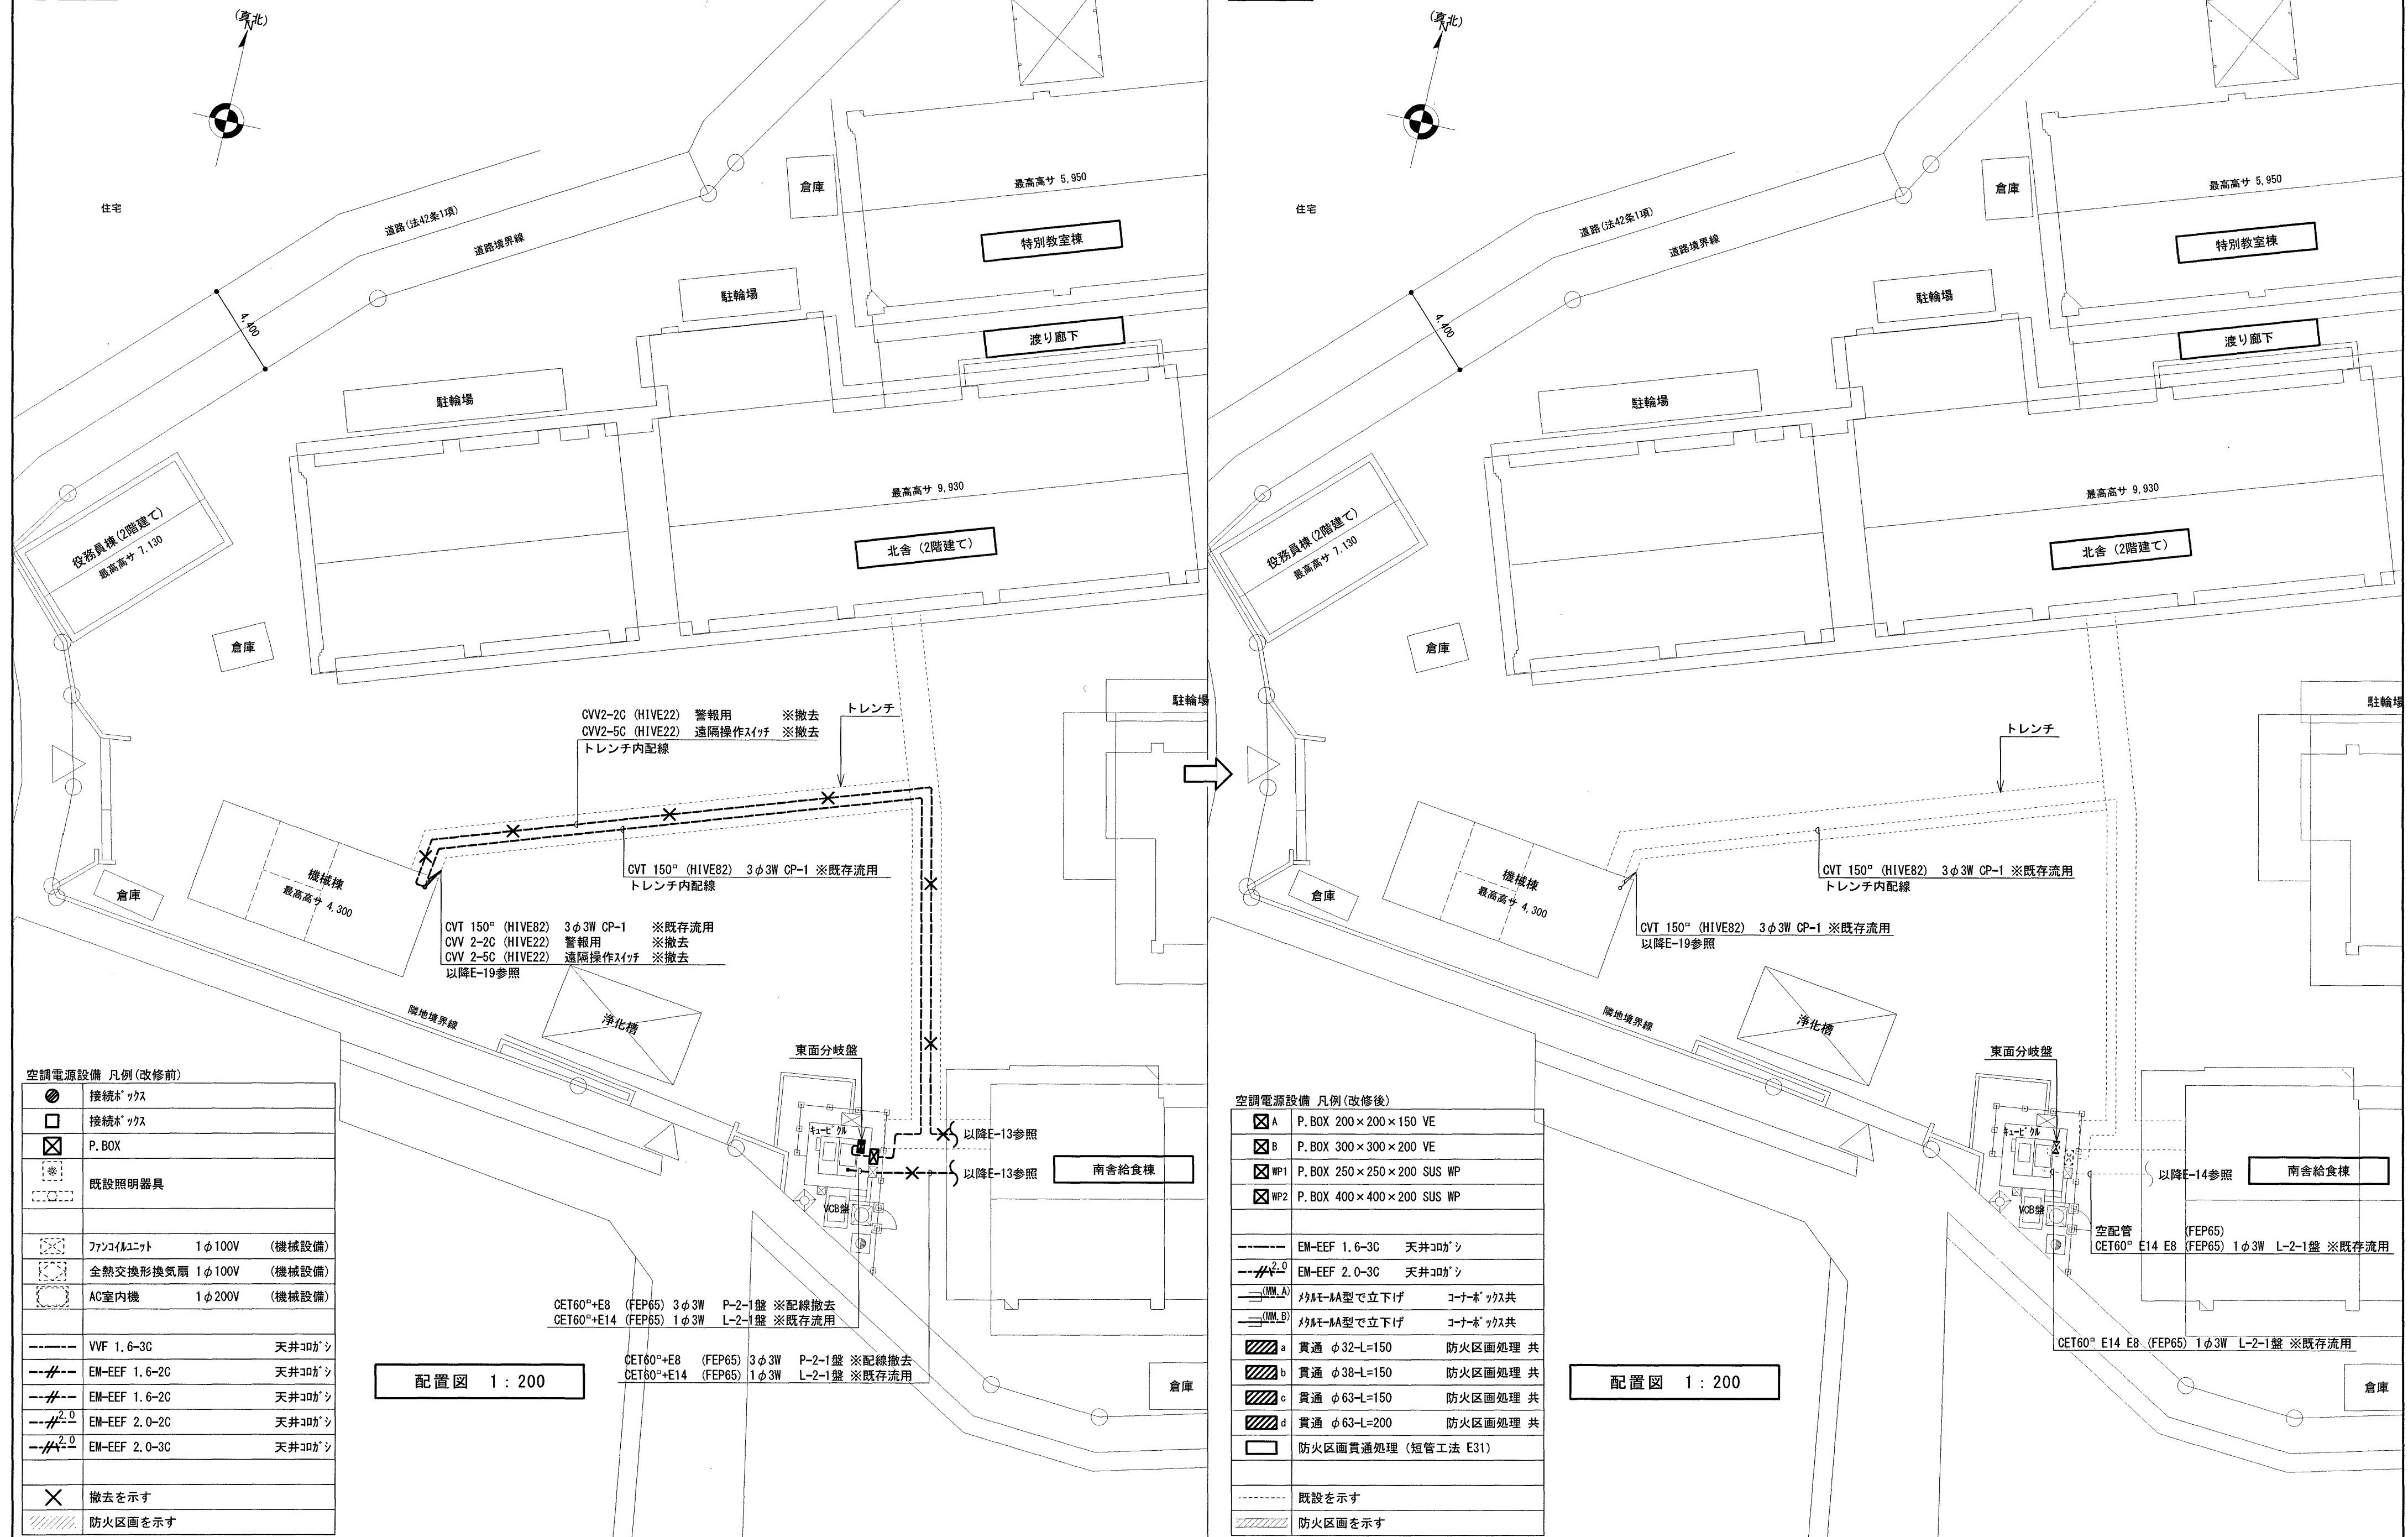 (真北)
N
住宅
道路(法42条1項)
道路境界線
4,400
倉庫
最高高サ 5,950
特別教室棟
駐輪場
渡り廊下
駐輪場
最高高サ 9,930
北舎 (2階建て)
役務員棟(2階建て)
最高高サ 7,130
倉庫
駐輪場
CVV2-2C (HIVE22) 警報用 ※撤去
CVV2-5C (HIVE22) 遠隔操作スイッチ ※撤去
トレンチ内配線
トレンチ
機械棟
最高高サ 4,300
倉庫
CVT 150□ (HIVE82) 3φ3W CP-1 ※既存流用
トレンチ内配線
CVT 150□ (HIVE82) 3φ3W CP-1 ※既存流用
CVV 2-2C (HIVE22) 警報用 ※撤去
CVV 2-5C (HIVE22) 遠隔操作スイッチ ※撤去
以降E-19参照
隣地境界線
浄化槽
東面分岐盤
キュービクル
以降E-13参照
以降E-13参照
南舎給食棟
VCB盤
CET60□+E8 (FEP65) 3φ3W P-2-1盤 ※配線撤去
CET60□+E14 (FEP65) 1φ3W L-2-1盤 ※既存流用
CET60□+E8 (FEP65) 3φ3W P-2-1盤 ※配線撤去
CET60□+E14 (FEP65) 1φ3W L-2-1盤 ※既存流用
倉庫
配置図 1:200
空調電源設備 凡例(改修前)
接続ボックス
接続ボックス
P.BOX
既設照明器具
ファンコイルユニット 1φ100V (機械設備)
全熱交換形換気扇 1φ100V (機械設備)
AC室内機 1φ200V (機械設備)
VVF 1.6-3C 天井コロガシ
EM-EEF 1.6-2C 天井コロガシ
EM-EEF 1.6-2C 天井コロガシ
2.0 EM-EEF 2.0-2C 天井コロガシ
2.0 EM-EEF 2.0-3C 天井コロガシ
撤去を示す
防火区画を示す
(真北)
N
住宅
道路(法42条1項)
道路境界線
4,400
倉庫
最高高サ 5,950
特別教室棟
駐輪場
渡り廊下
駐輪場
最高高サ 9,930
北舎 (2階建て)
役務員棟(2階建て)
最高高サ 7,130
倉庫
駐輪場
トレンチ
機械棟
最高高サ 4,300
倉庫
CVT 150□ (HIVE82) 3φ3W CP-1 ※既存流用
トレンチ内配線
CVT 150□ (HIVE82) 3φ3W CP-1 ※既存流用
以降E-19参照
隣地境界線
浄化槽
東面分岐盤
キュービクル
以降E-14参照
南舎給食棟
VCB盤
空配管 (FEP65)
CET60□ E14 E8 (FEP65) 1φ3W L-2-1盤 ※既存流用
CET60□ E14 E8 (FEP65) 1φ3W L-2-1盤 ※既存流用
倉庫
配置図 1:200
空調電源設備 凡例(改修後)
A P.BOX 200×200×150 VE
B P.BOX 300×300×200 VE
WP1 P.BOX 250×250×200 SUS WP
WP2 P.BOX 400×400×200 SUS WP
EM-EEF 1.6-3C 天井コロガシ
2.0 EM-EEF 2.0-3C 天井コロガシ
(MM.A) メタルモールA型で立下げ コーナーボックス共
(MM.B) メタルモールA型で立下げ コーナーボックス共
a 貫通 φ32-L=150 防火区画処理 共
b 貫通 φ38-L=150 防火区画処理 共
c 貫通 φ63-L=150 防火区画処理 共
d 貫通 φ63-L=200 防火区画処理 共
防火区画貫通処理 (短管工法 E31)
既設を示す
防火区画を示す